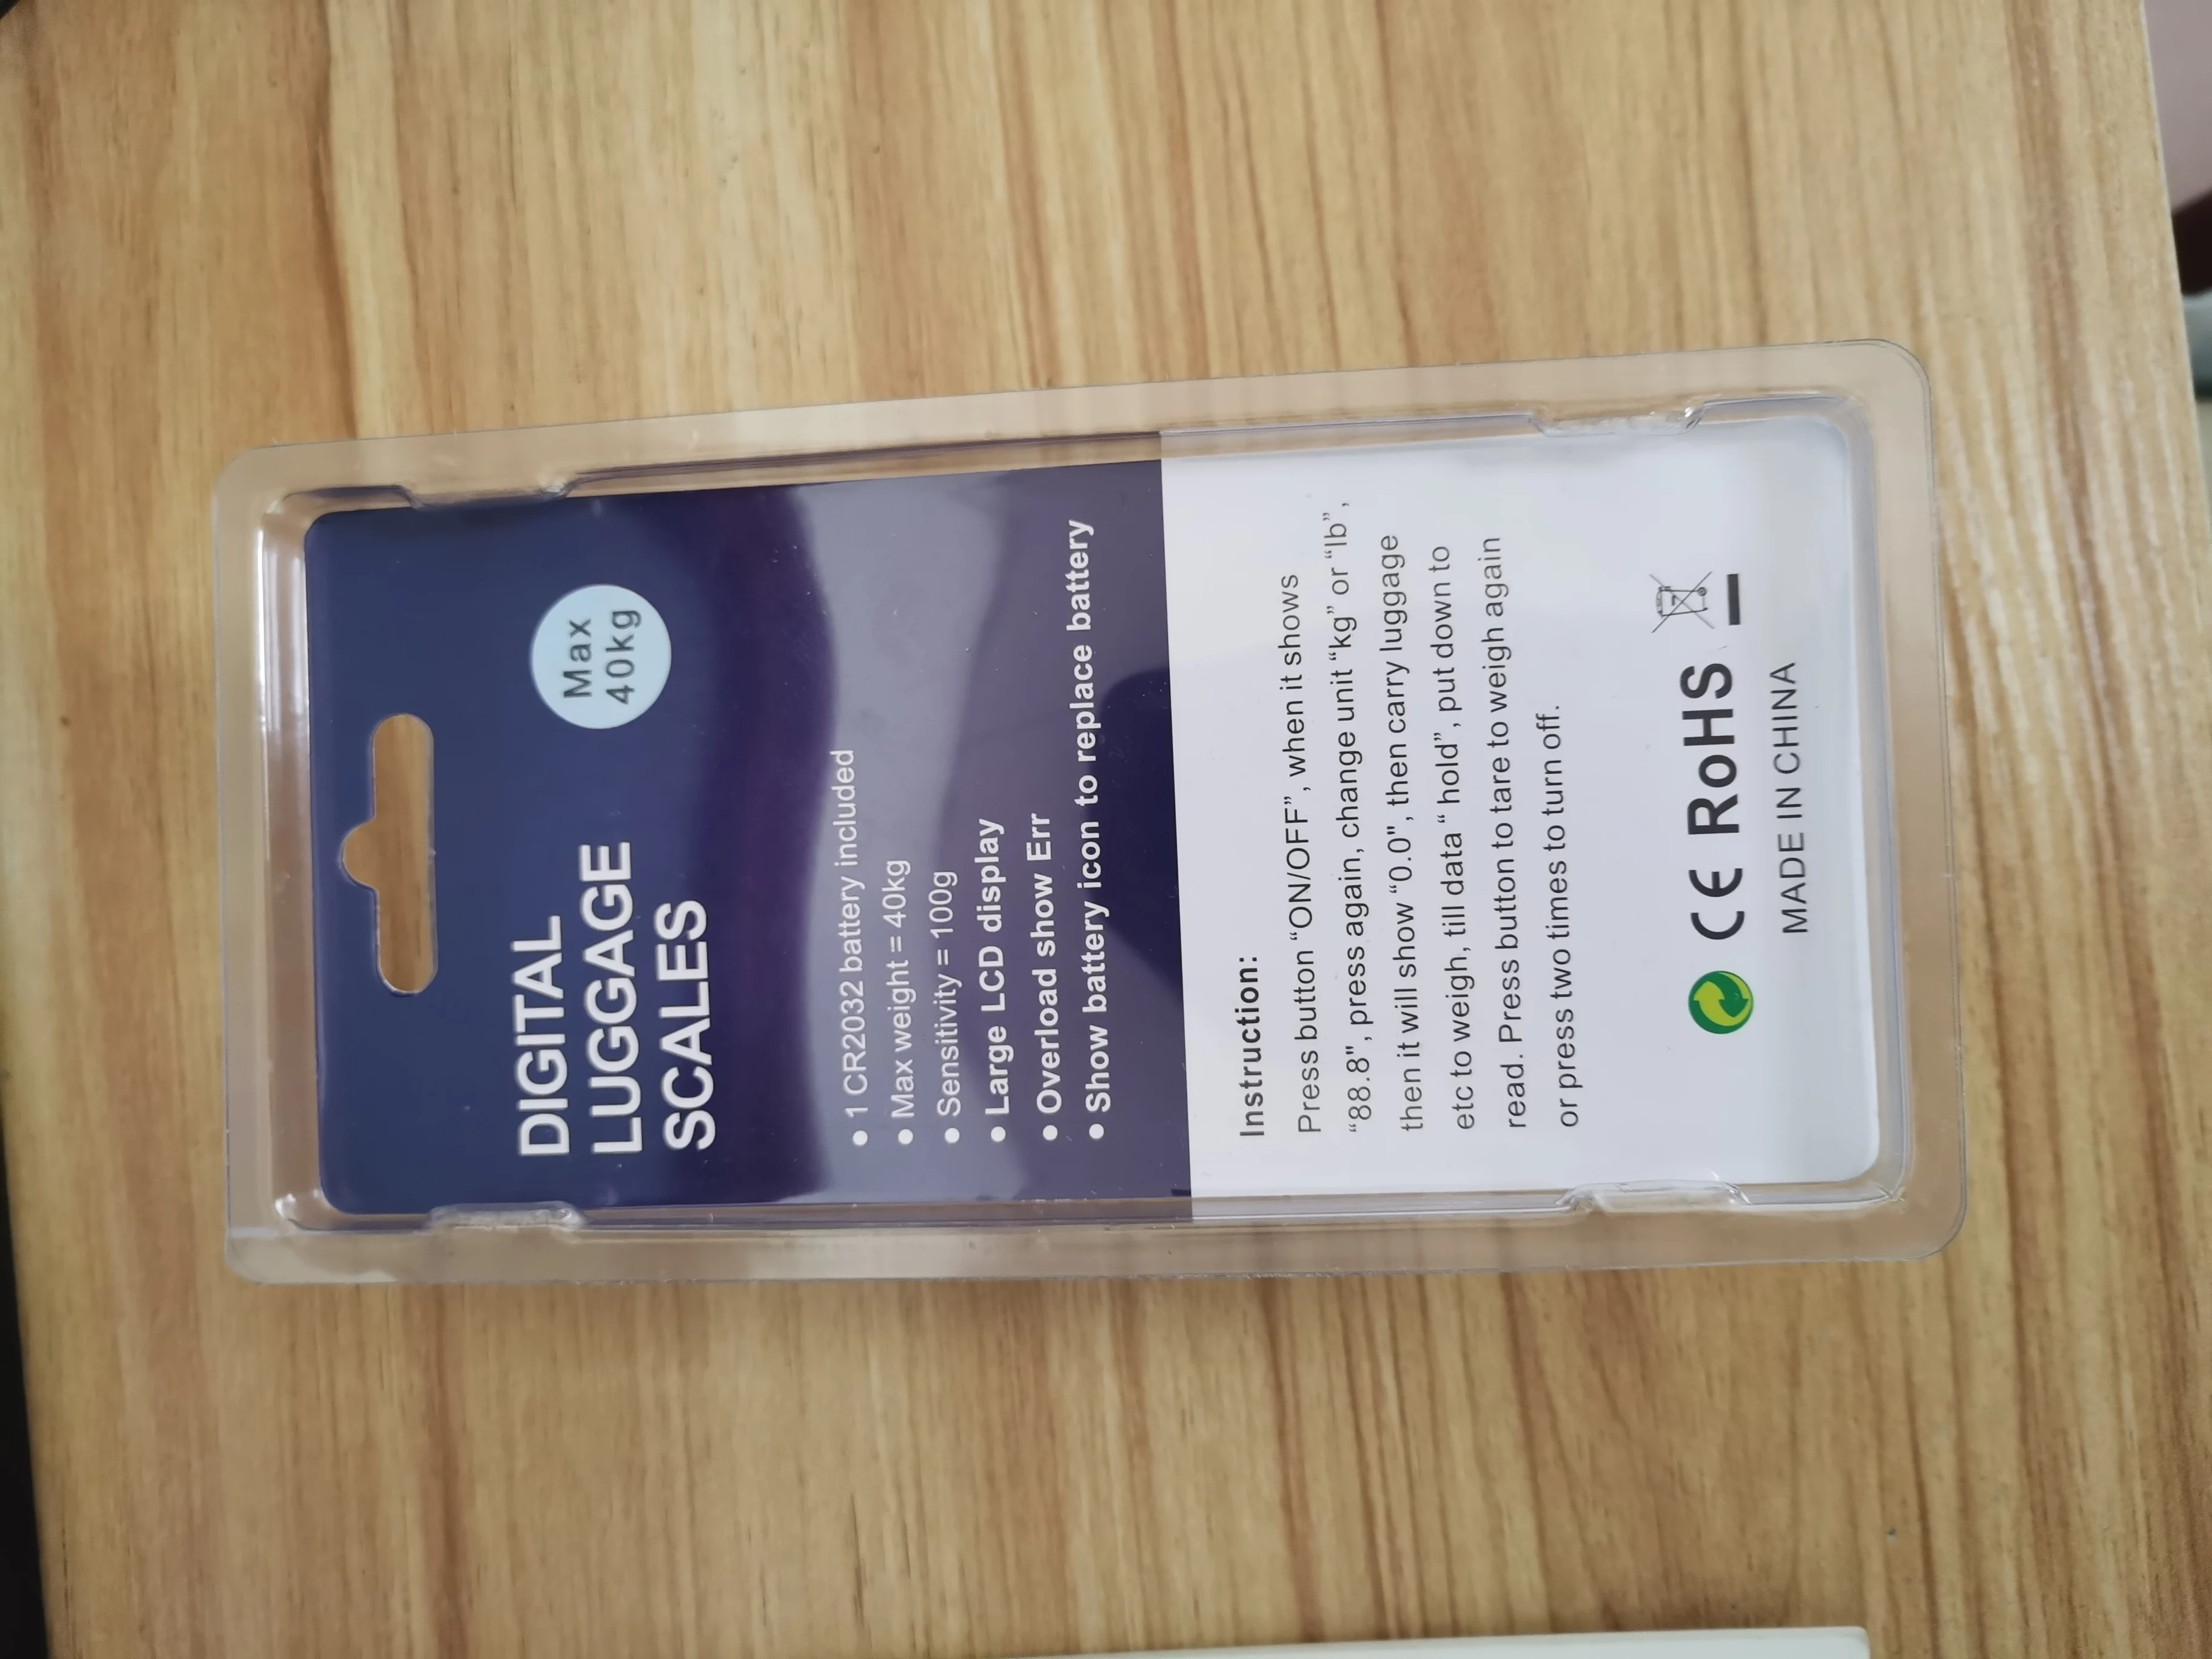 DIGITAL
LUGGAGE
SCALES
Max
40kg
● 1 CR2032 battery included
● Max weight = 40kg
● Sensitivity = 100g
● Large LCD display
● Overload show Err
● Show battery icon to replace battery
Instruction:
Press button “ON/OFF”, when it shows
“88.8", press again, change unit “kg” or “lb”,
then it will show “0.0", then carry luggage
etc to weigh, till data “ hold”, put down to
read. Press button to tare to weigh again
or press two times to turn off.
CE RoHS
MADE IN CHINA